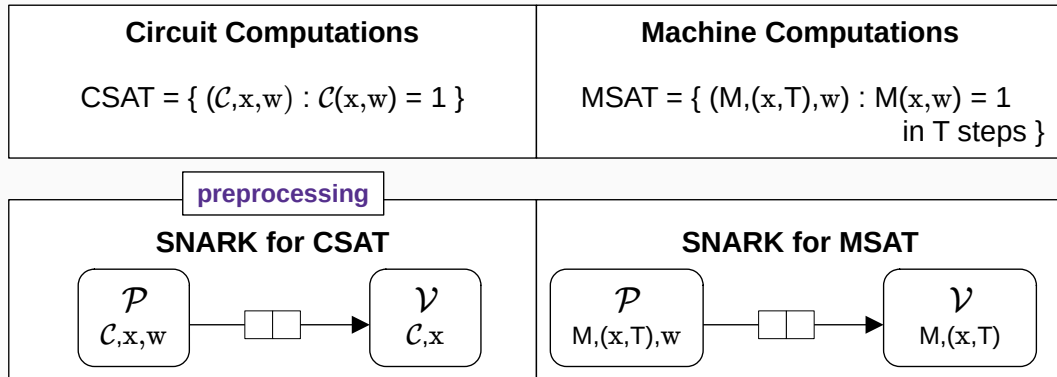 Circuit Computations
CSAT = { (𝒞,x,w) : 𝒞(x,w) = 1 }
Machine Computations
MSAT = { (M,(x,T),w) : M(x,w) = 1
in T steps }
preprocessing
SNARK for CSAT
𝒫
𝒞,x,w
𝒱
𝒞,x
SNARK for MSAT
𝒫
M,(x,T),w
𝒱
M,(x,T)